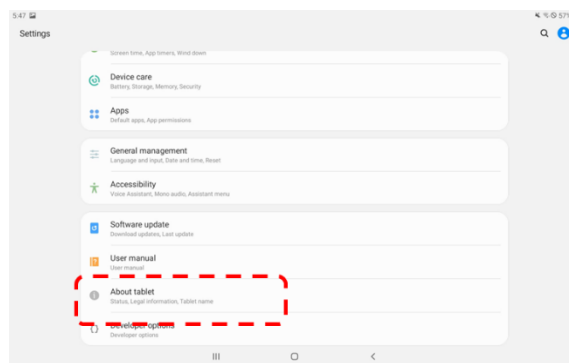 5:47 57%
Settings
Screen time, App timers, Wind down
Device care
Battery, Storage, Memory, Security
Apps
Default apps, App permissions
General management
Language and input, Date and time, Reset
Accessibility
Voice Assistant, Mono audio, Assistant menu
Software update
Download updates, Last update
User manual
User manual
About tablet
Status, Legal information, Tablet name
Developer options
Developer options